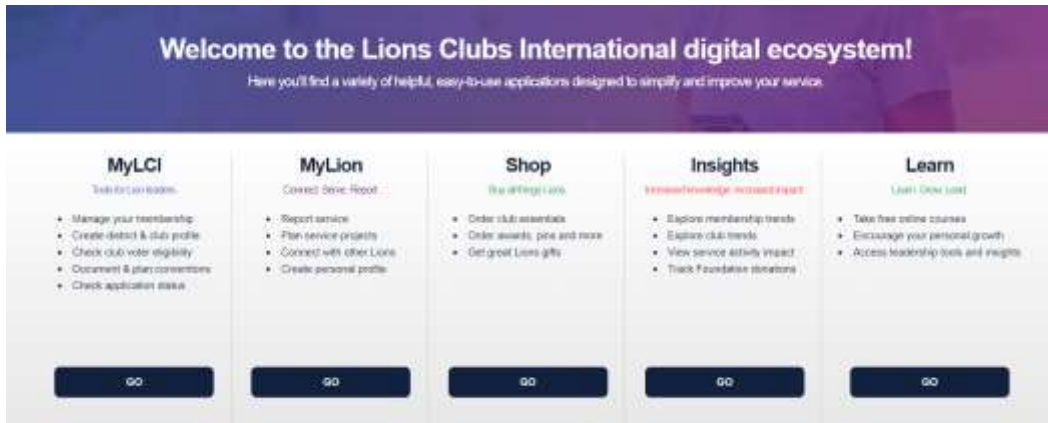 Welcome to the Lions Clubs International digital ecosystem!
Here you'll find a variety of helpful, easy-to-use applications designed to simplify and improve your service.
MyLCI
Tools for Lion leaders
• Manage your membership
• Create district & club profile
• Check club voter eligibility
• Document & plan conventions
• Check application status
GO
MyLion
Connect. Serve. Report.
• Report service
• Plan service projects
• Connect with other Lions
• Create personal profile
GO
Shop
Buy all things Lions
• Order club essentials
• Order awards, pins and more
• Get great Lions gifts
GO
Insights
Increased knowledge. Increased impact.
• Explore membership trends
• Explore club trends
• View service activity impact
• Track Foundation donations
GO
Learn
Learn. Grow. Lead.
• Take free online courses
• Encourage your personal growth
• Access leadership tools and insights
GO